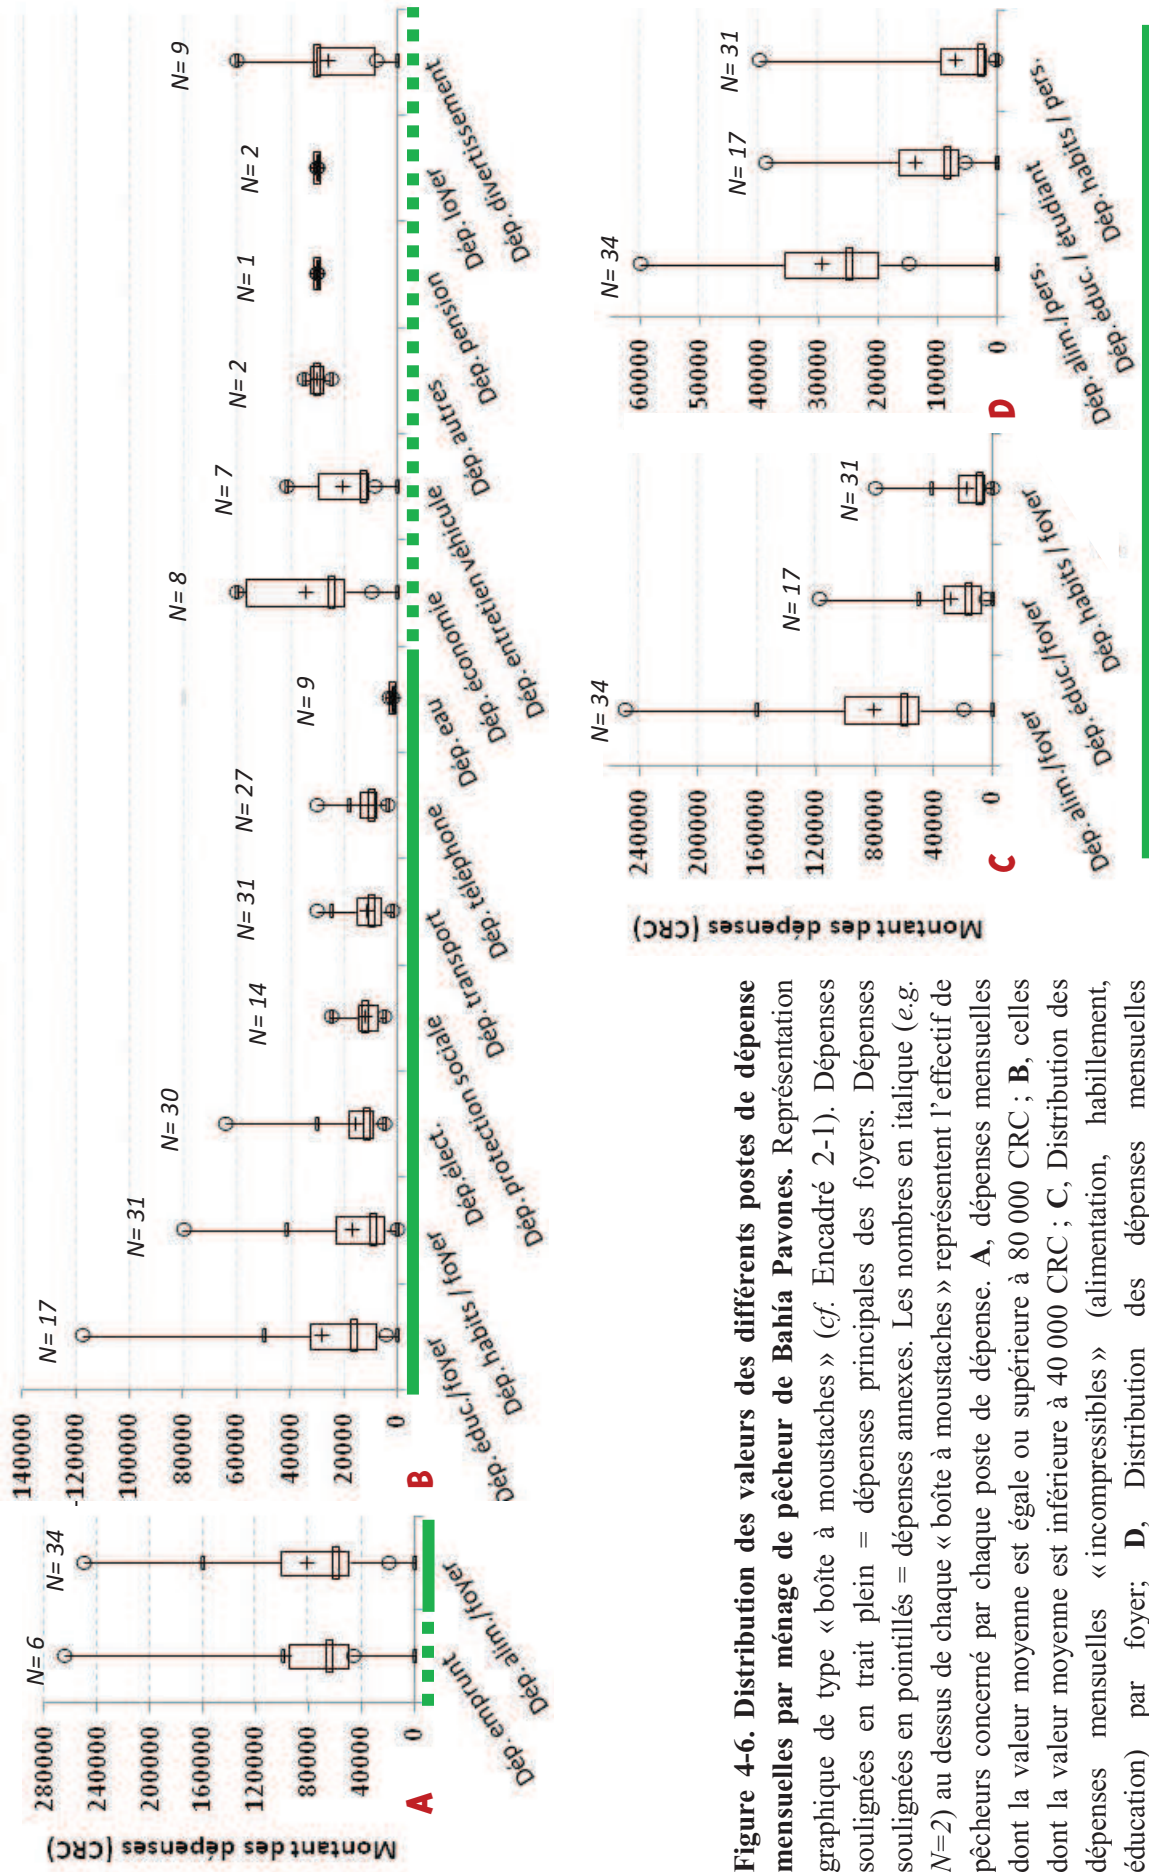 Montant des dépenses (CRC)
280000
240000
200000
160000
120000
80000
40000
0
N= 6
N= 34
Dép. emprunt
Dép. alim./foyer
A
140000
120000
100000
80000
60000
40000
20000
0
N= 17
N= 31
N= 30
N= 14
N= 31
N= 27
N= 9
N= 8
N= 7
N= 2
N= 1
N= 2
N= 9
Dép. éduc./foyer
Dép. habits / foyer
Dép.élect.
Dép. protection sociale
Dép. transport
Dép. téléphone
Dép. eau
Dép. économie
Dép. entretien véhicule
Dép. autres
Dép. pension
Dép. loyer
Dép. divertissement
B
Montant des dépenses (CRC)
240000
200000
160000
120000
80000
40000
0
N= 34
N= 17
N= 31
Dép. alim./foyer
Dép. éduc./foyer
Dép. habits / foyer
C
60000
50000
40000
30000
20000
10000
0
N= 34
N= 17
N= 31
Dép. alim./pers.
Dép. éduc. / étudiant
Dép. habits / pers.
D
Figure 4-6. Distribution des valeurs des différents postes de dépense
mensuelles par ménage de pêcheur de Bahía Pavones. Représentation
graphique de type « boîte à moustaches » (cf. Encadré 2-1). Dépenses
soulignées en trait plein = dépenses principales des foyers. Dépenses
soulignées en pointillés = dépenses annexes. Les nombres en italique (e.g.
N=2) au dessus de chaque « boîte à moustaches » représentent l'effectif de
pêcheurs concerné par chaque poste de dépense. A, dépenses mensuelles
dont la valeur moyenne est égale ou supérieure à 80 000 CRC ; B, celles
dont la valeur moyenne est inférieure à 40 000 CRC ; C, Distribution des
dépenses mensuelles « incompressibles » (alimentation, habillement,
éducation) par foyer; D, Distribution des dépenses mensuelles